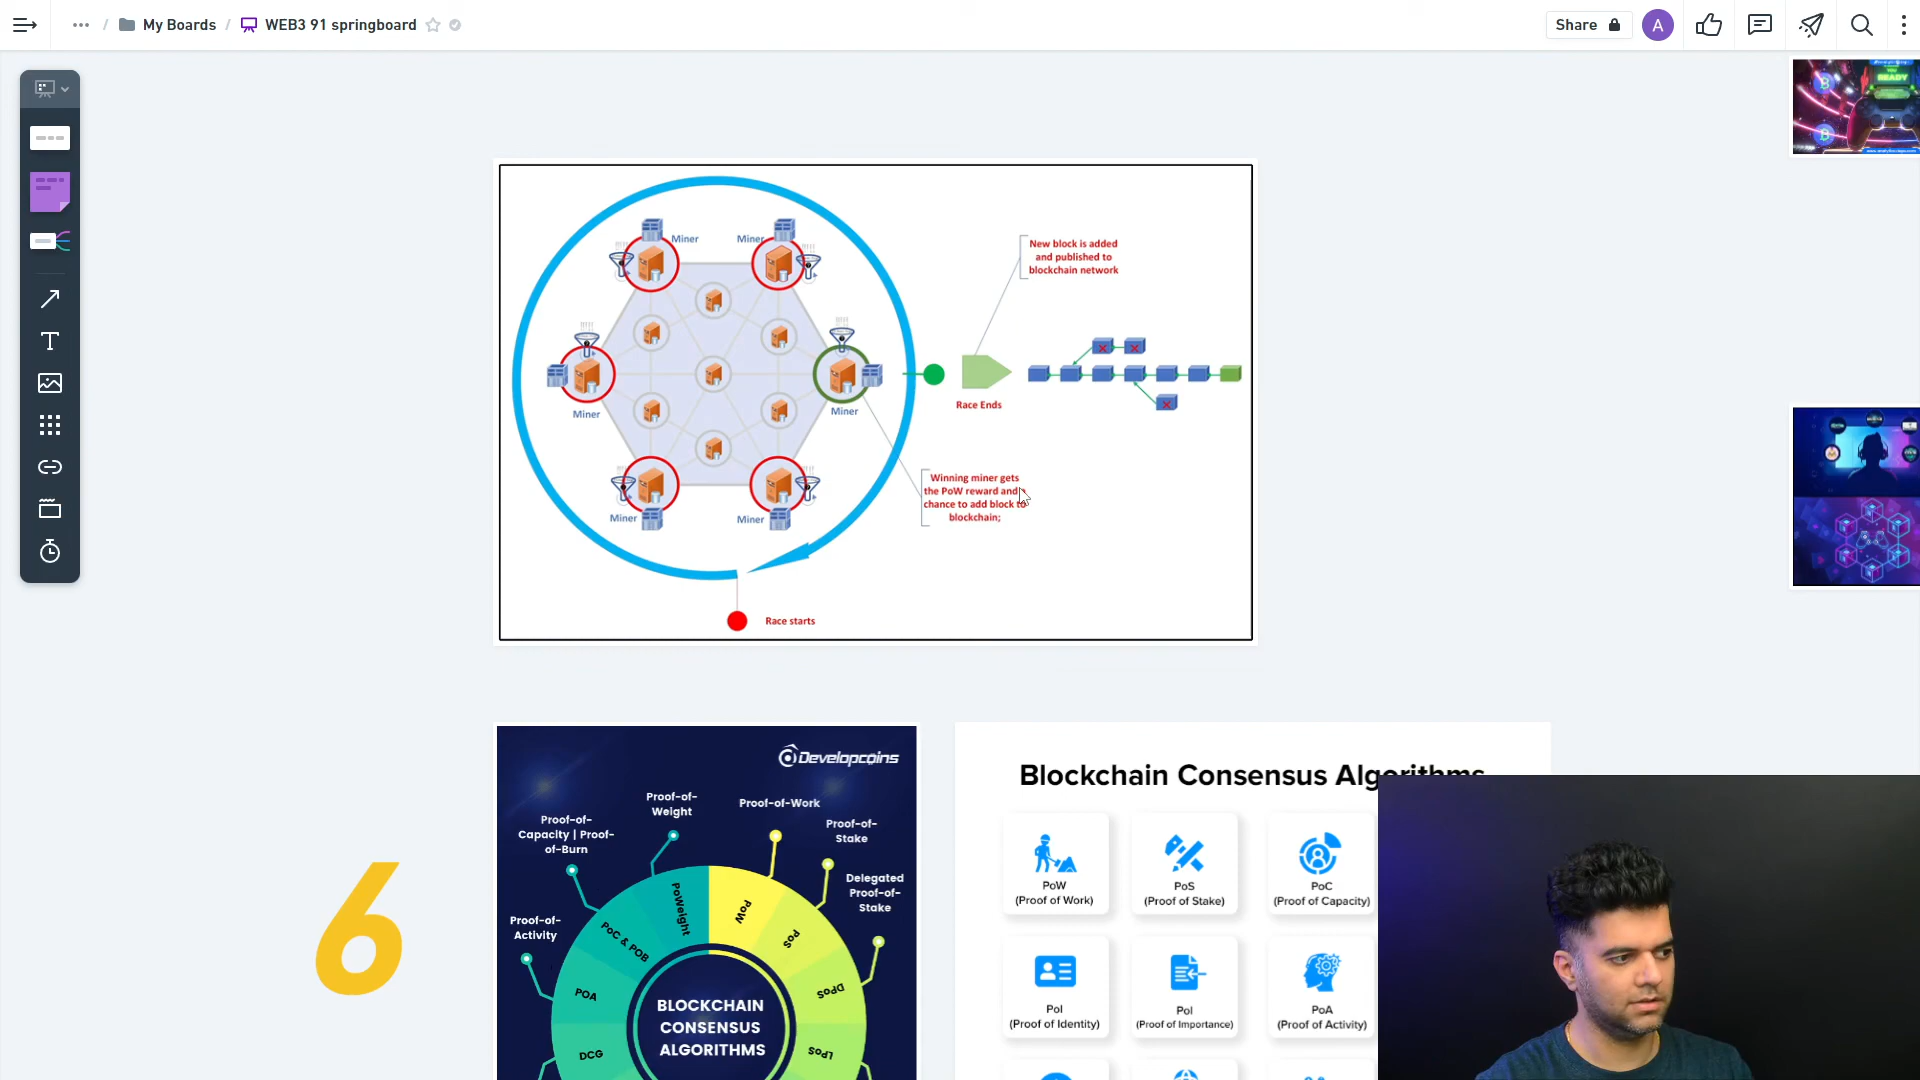 My Boards / WEB3 91 springboard
Share
A
READY
Miner
Miner
New block is added
and published to
blockchain network
Miner
Miner
Race Ends
Winning miner gets
the PoW reward and a
chance to add block to
blockchain;
Miner
Miner
Race starts
6
Developcoins
Proof-of-
Weight
Proof-of-Work
Proof-of-
Capacity | Proof-
of-Burn
Proof-of-
Stake
Delegated
Proof-of-
Stake
Proof-of-
Activity
PoWeight
PoW
PoC & POB
PoS
POA
DPoS
DCG
LPoS
BLOCKCHAIN
CONSENSUS
ALGORITHMS
Blockchain Consensus Algorithms
PoW
(Proof of Work)
PoS
(Proof of Stake)
PoC
(Proof of Capacity)
PoI
(Proof of Identity)
PoI
(Proof of Importance)
PoA
(Proof of Activity)